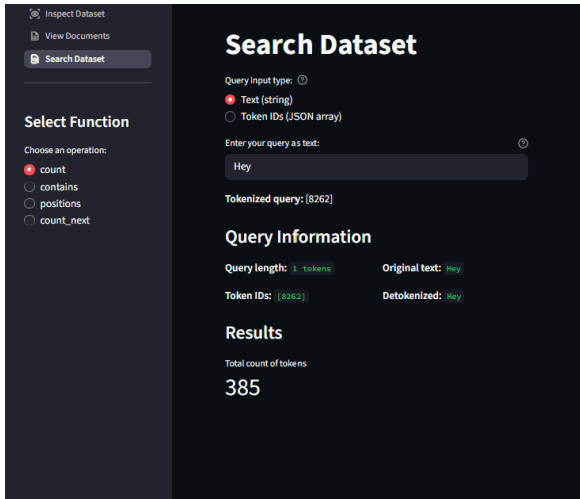 Inspect Dataset
View Documents
Search Dataset
Select Function
Choose an operation:
count
contains
positions
count_next
Search Dataset
Query input type:
Text (string)
Token IDs (JSON array)
Enter your query as text:
Hey
Tokenized query: [8262]
Query Information
Query length: 1 tokens
Original text: Hey
Token IDs: [8262]
Detokenized: Hey
Results
Total count of tokens
385